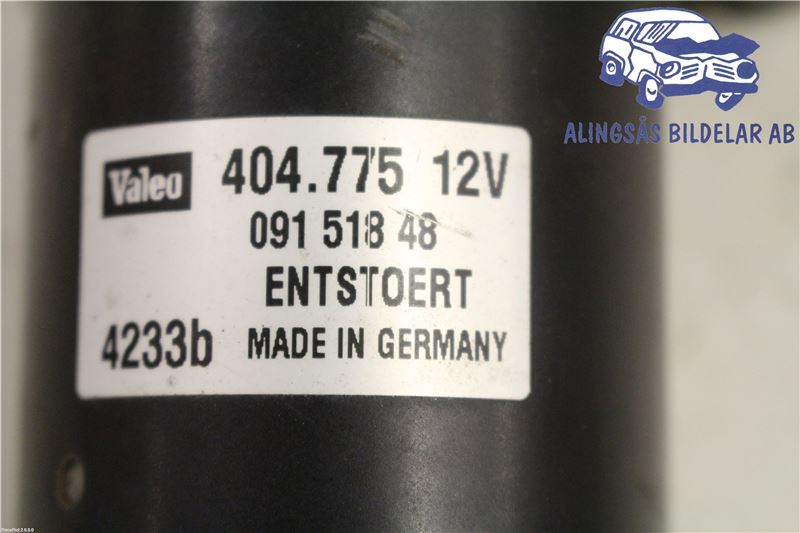 ALINGSÅS BILDELAR AB
Valeo 404.775 12V
091 518 48
ENTSTOERT
4233b MADE IN GERMANY